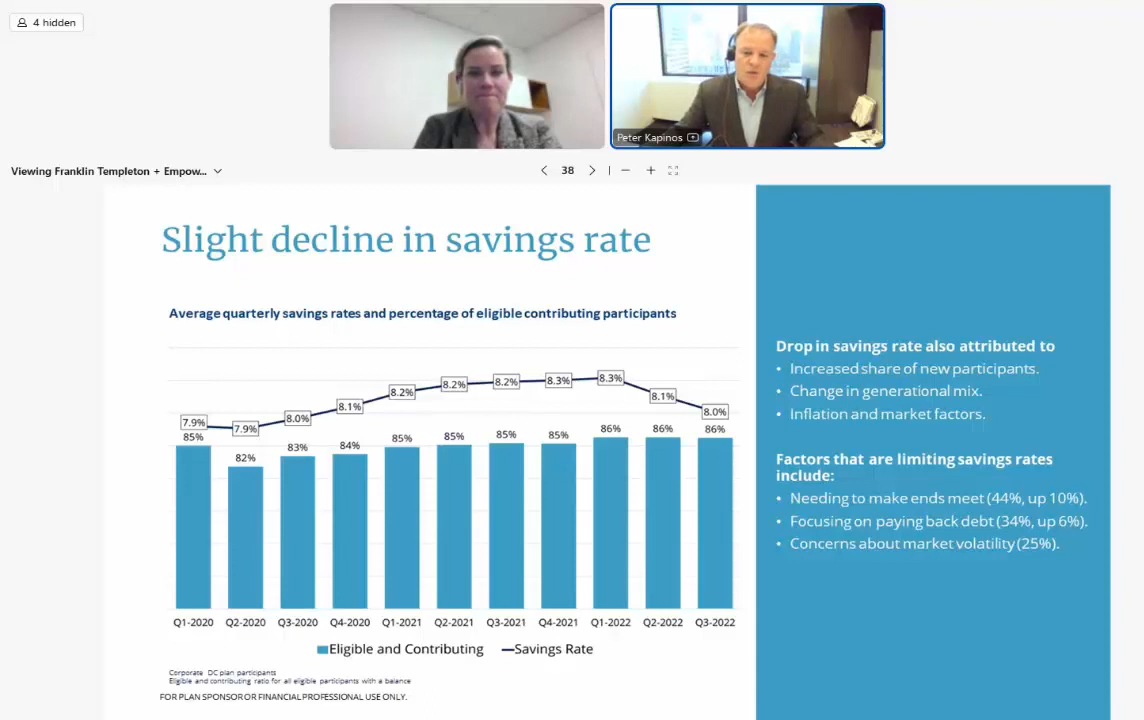 4 hidden
Peter Kapinos
Viewing Franklin Templeton + Empow...
38
Slight decline in savings rate
Average quarterly savings rates and percentage of eligible contributing participants
7.9% 7.9% 8.0% 8.1% 8.2% 8.2% 8.2% 8.3% 8.3% 8.1% 8.0%
85% 82% 83% 84% 85% 85% 85% 85% 86% 86% 86%
Q1-2020 Q2-2020 Q3-2020 Q4-2020 Q1-2021 Q2-2021 Q3-2021 Q4-2021 Q1-2022 Q2-2022 Q3-2022
Eligible and Contributing Savings Rate
Corporate DC plan participants
Eligible and contributing ratio for all eligible participants with a balance
FOR PLAN SPONSOR OR FINANCIAL PROFESSIONAL USE ONLY.
Drop in savings rate also attributed to
• Increased share of new participants.
• Change in generational mix.
• Inflation and market factors.
Factors that are limiting savings rates
include:
• Needing to make ends meet (44%, up 10%).
• Focusing on paying back debt (34%, up 6%).
• Concerns about market volatility (25%).